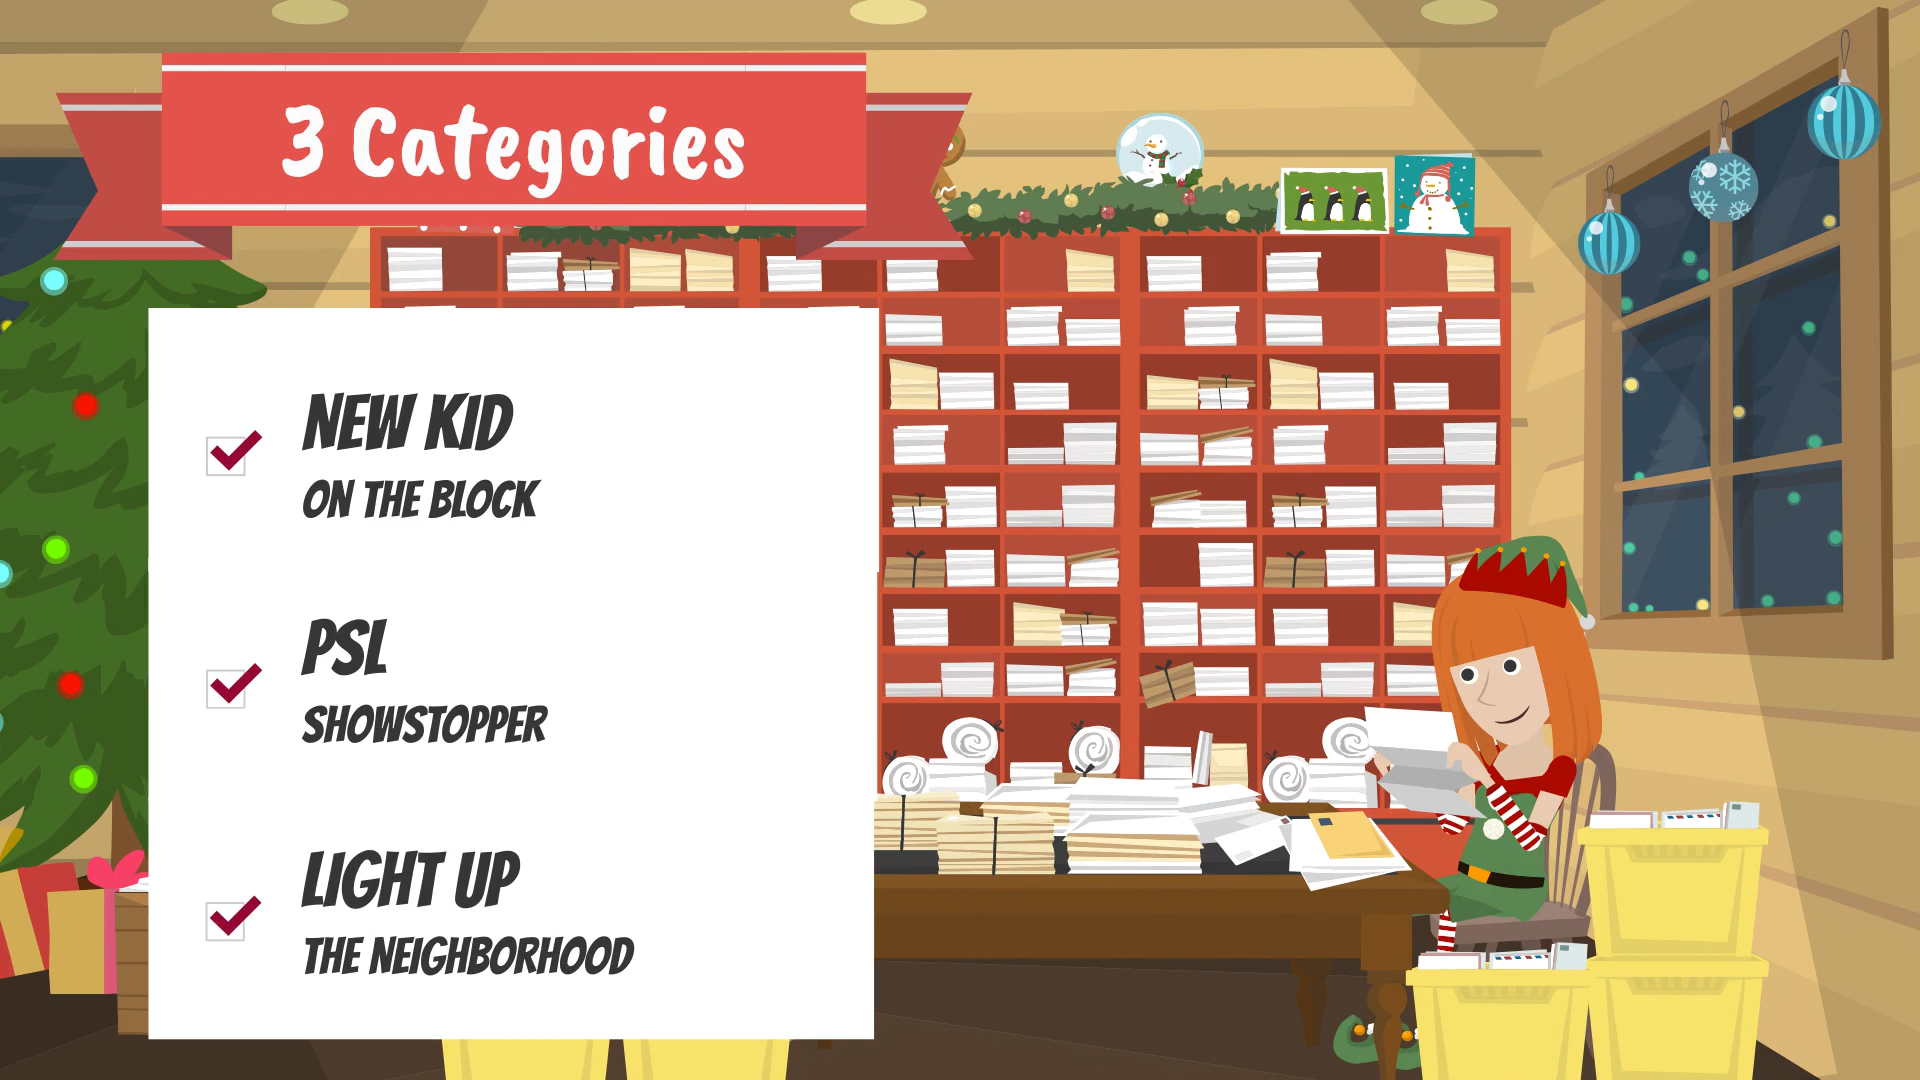 3 Categories
NEW KID
ON THE BLOCK
PSL
SHOWSTOPPER
LIGHT UP
THE NEIGHBORHOOD